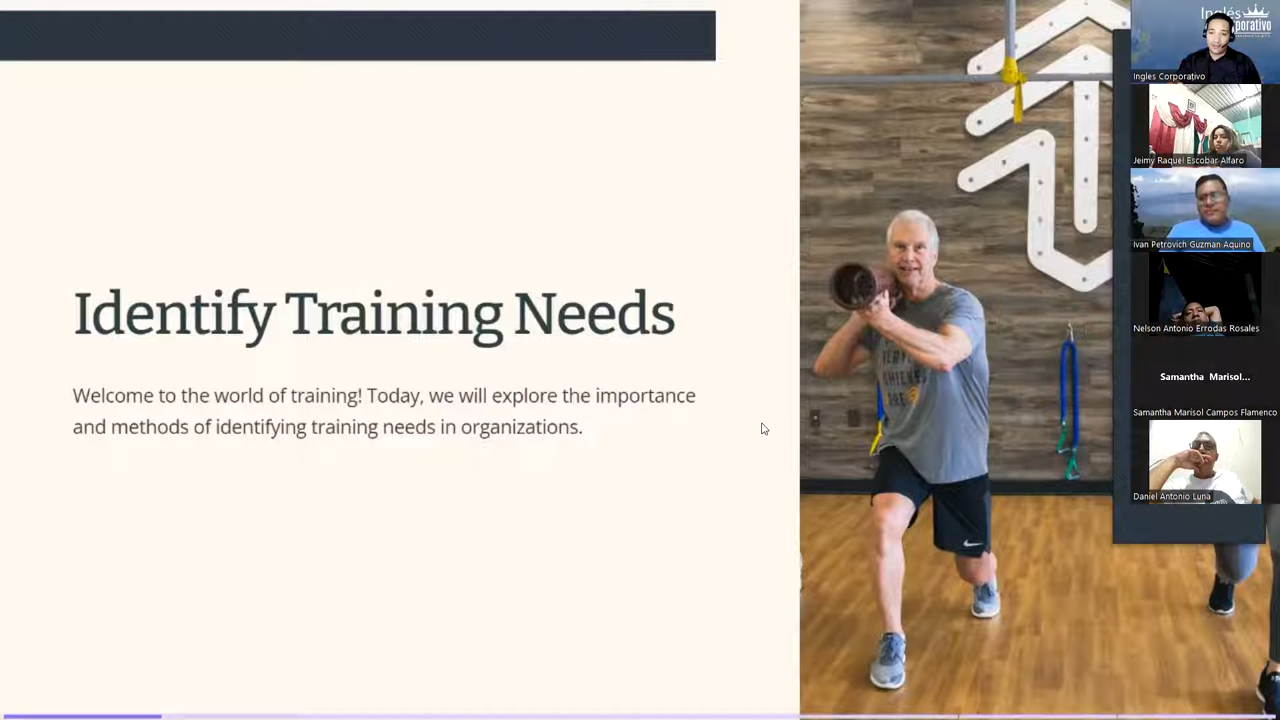 Identify Training Needs
Welcome to the world of training! Today, we will explore the importance
and methods of identifying training needs in organizations.
Inglés
Ingles Corporativo
Jeimy Raquel Escobar Alfaro
Ivan Petrovich Guzman Aquino
Nelson Antonio Errodas Rosales
Samantha Marisol...
Samantha Marisol Campos Flamenco
Daniel Antonio Luna